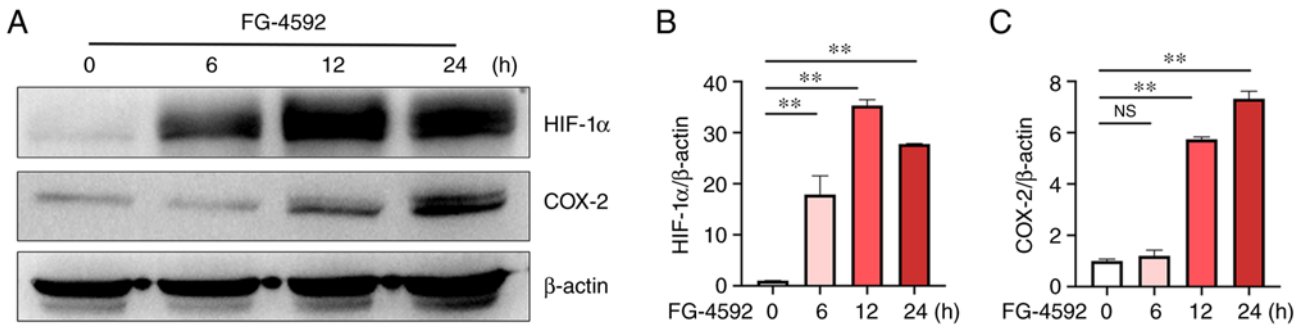 A
FG-4592
0 6 12 24 (h)
HIF-1α
COX-2
β-actin
B
**
**
**
HIF-1α/β-actin
40
30
20
10
0
FG-4592 0 6 12 24 (h)
C
**
**
NS
COX-2/β-actin
8
6
4
2
0
FG-4592 0 6 12 24 (h)